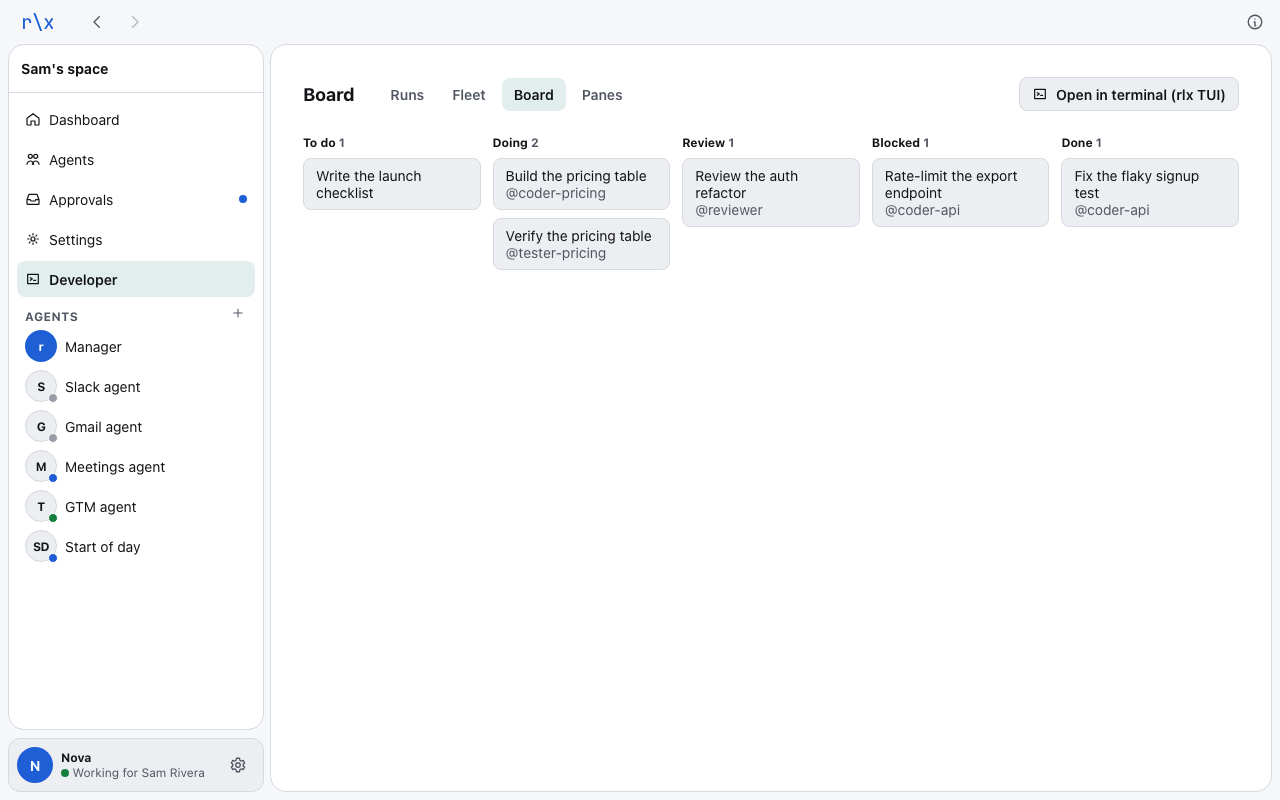 r\x
Sam's space
Dashboard
Agents
Approvals
Settings
Developer
AGENTS
r Manager
S Slack agent
G Gmail agent
M Meetings agent
T GTM agent
SD Start of day
N Nova
Working for Sam Rivera
Board Runs Fleet Board Panes Open in terminal (rlx TUI)
To do 1
Write the launch
checklist
Doing 2
Build the pricing table
@coder-pricing
Verify the pricing table
@tester-pricing
Review 1
Review the auth
refactor
@reviewer
Blocked 1
Rate-limit the export
endpoint
@coder-api
Done 1
Fix the flaky signup
test
@coder-api